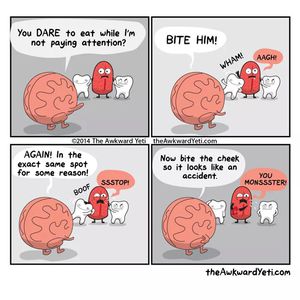 You DARE to eat while I'm
not paying attention?
BITE HIM!
WHAM!
AAGH!
©2014 The Awkward Yeti
theAwkwardYeti.com
AGAIN! In the
exact same spot
for some reason!
BOOF
SSSTOP!
Now bite the cheek
so it looks like an
accident.
YOU
MONSSSTER!
theAwkwardYeti.com